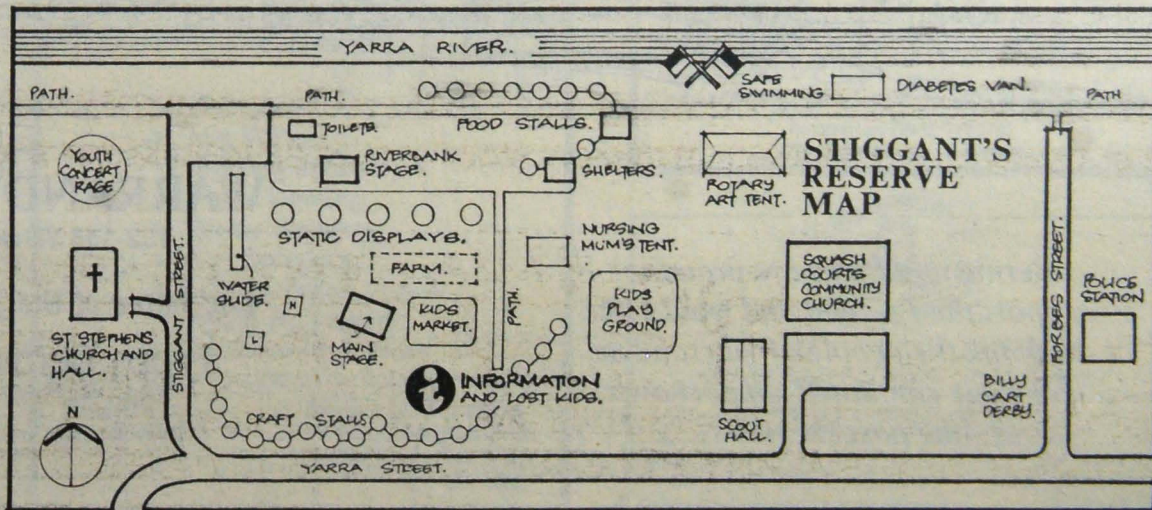 YARRA RIVER.
PATH.
PATH.
SAFE
SWIMMING
DIABETES VAN.
PATH
FOOD STALLS.
TOILETS.
YOUTH
CONCERT
RAGE
RIVERBANK
STAGE.
SHELTERS.
ROTARY
ART TENT.
STIGGANT'S
RESERVE
MAP
STATIC DISPLAYS.
NURSING
MUM'S TENT.
FARM.
WATER
SLIDE.
STIGGANT STREET.
SQUASH
COURTS
COMMUNITY
CHURCH.
FORBES STREET.
POLICE
STATION
KIDS
MARKET.
PATH.
KIDS
PLAY
GROUND.
M
L
MAIN
STAGE
ST STEPHENS
CHURCH AND
HALL.
i
INFORMATION
AND LOST KIDS.
BILLY
CART
DERBY.
N
CRAFT STALLS
SCOUT
HALL.
YARRA STREET.